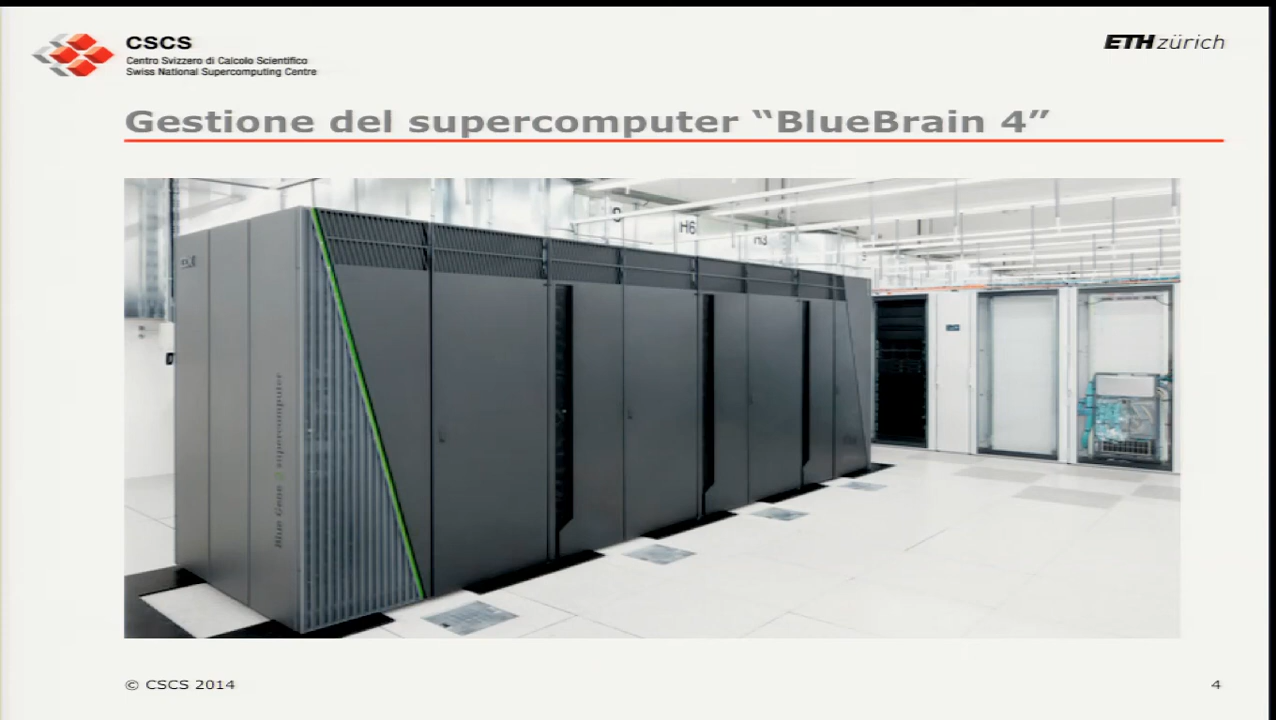 CSCS
Centro Svizzero di Calcolo Scientifico
Swiss National Supercomputing Centre
ETH zürich
Gestione del supercomputer “BlueBrain 4”
H6
H3
Blue Gene supercomputer
© CSCS 2014
4